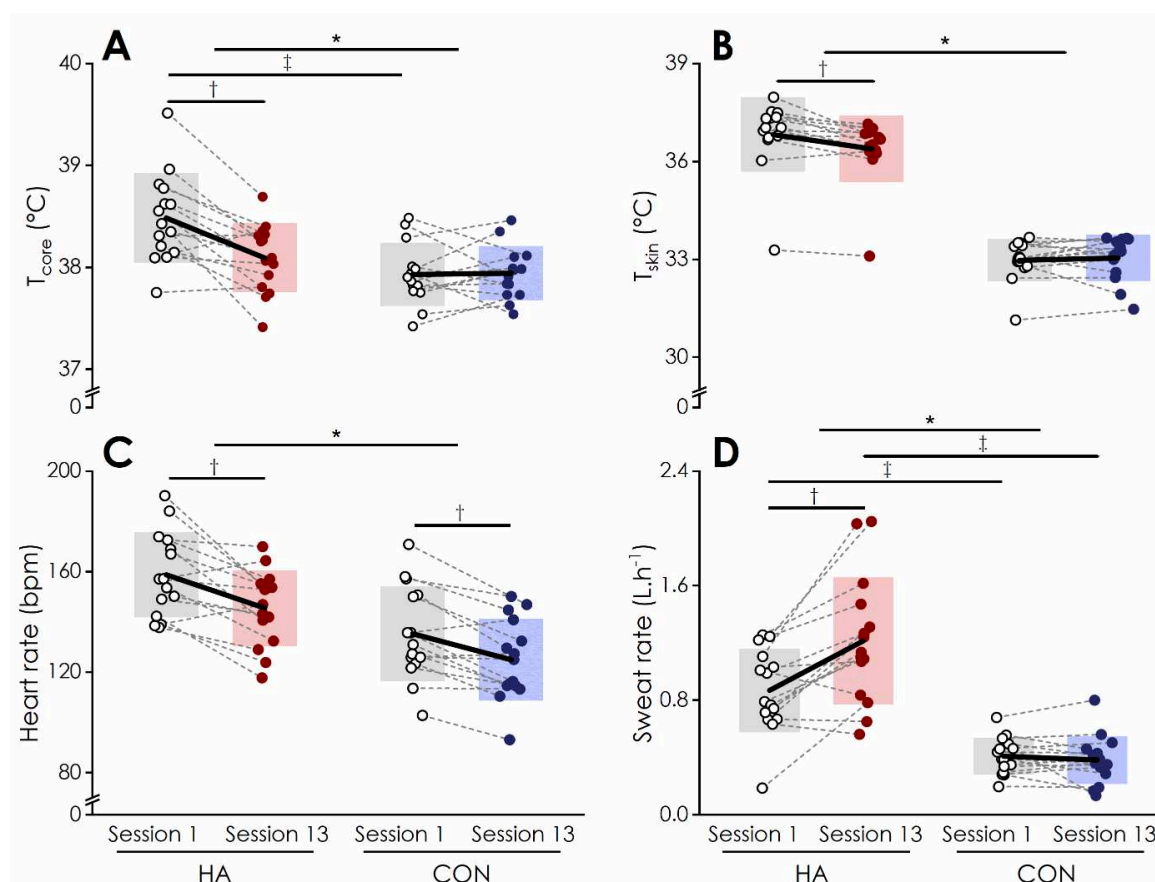 A
*
‡
†
40
39
38
37
0
T_core (°C)
B
*
†
39
36
33
30
0
T_skin (°C)
C
*
†
†
200
160
120
80
0
Heart rate (bpm)
Session 1 Session 13 Session 1 Session 13
HA CON
D
*
‡
‡
†
2.4
1.6
0.8
0.0
Sweat rate (L.h⁻¹)
Session 1 Session 13 Session 1 Session 13
HA CON